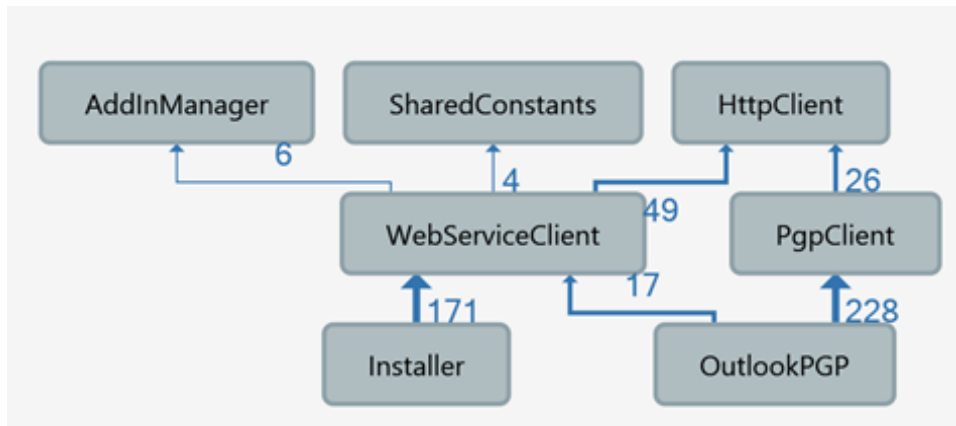 AddInManager
SharedConstants
HttpClient
6
4
49
26
WebServiceClient
PgpClient
171
17
228
Installer
OutlookPGP